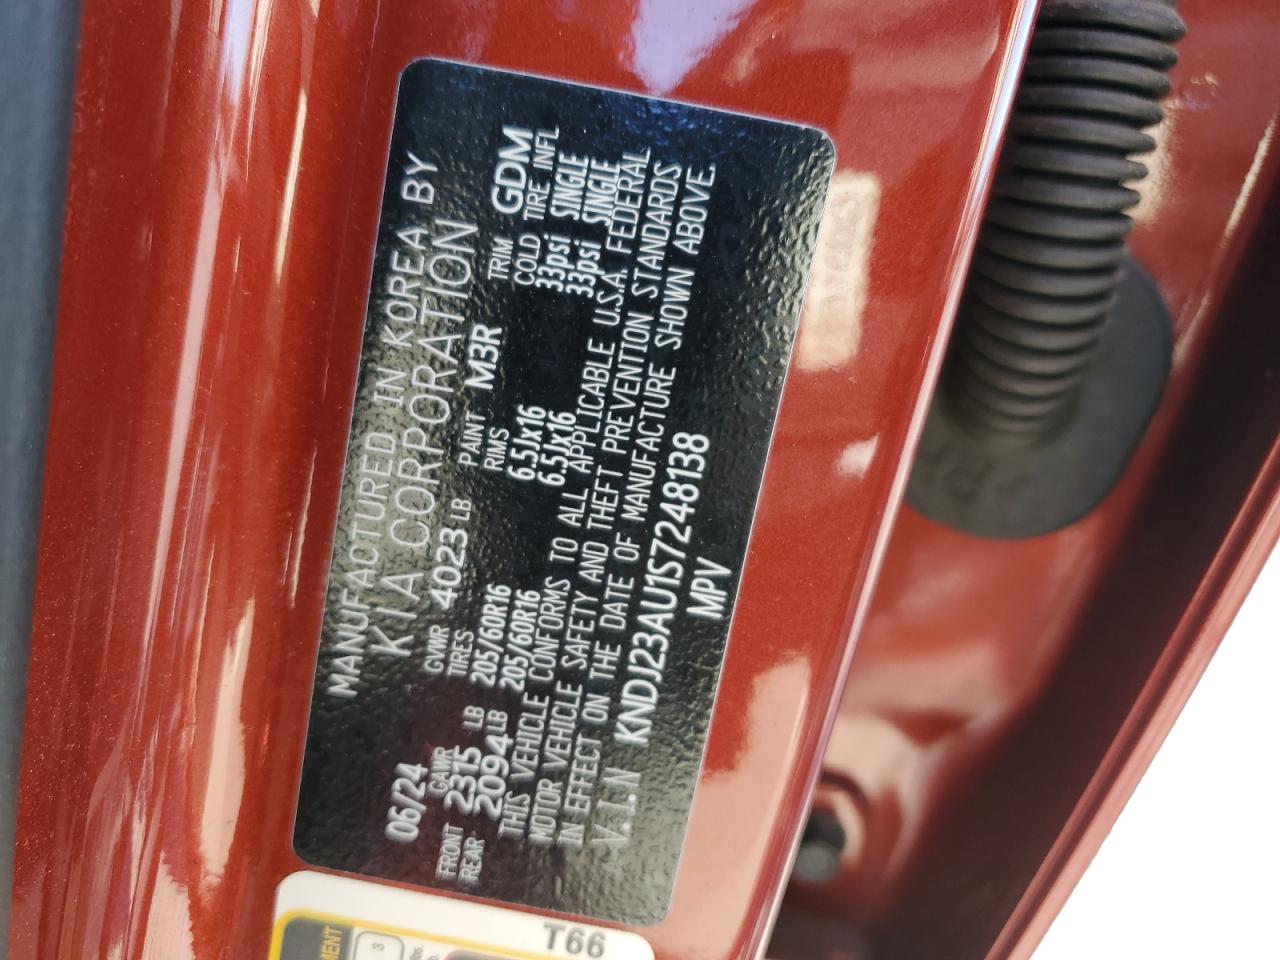 MANUFACTURED IN KOREA BY
KIA CORPORATION
06/24 GVWR 4023 LB PAINT M3R TRIM GDM
GAWR TIRES RIMS COLD TIRE INFL
FRONT 2315 LB 205/60R16 6.5Jx16 33psi SINGLE
REAR 2094 LB 205/60R16 6.5Jx16 33psi SINGLE
THIS VEHICLE CONFORMS TO ALL APPLICABLE U.S.A. FEDERAL
MOTOR VEHICLE SAFETY AND THEFT PREVENTION STANDARDS
IN EFFECT ON THE DATE OF MANUFACTURE SHOWN ABOVE.
V.I.N KNDJ23AU1S7248138
MPV
T66
3